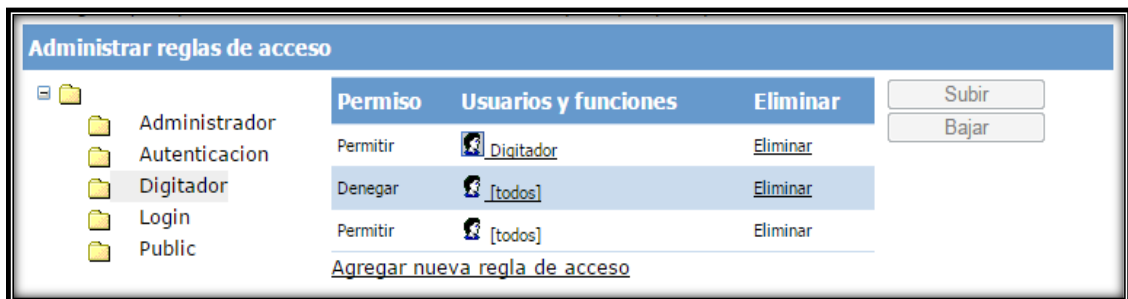 Administrar reglas de acceso
Administrador
Autenticacion
Digitador
Login
Public
Permiso Usuarios y funciones Eliminar
Permitir Digitador Eliminar
Denegar [todos] Eliminar
Permitir [todos] Eliminar
Agregar nueva regla de acceso
Subir
Bajar